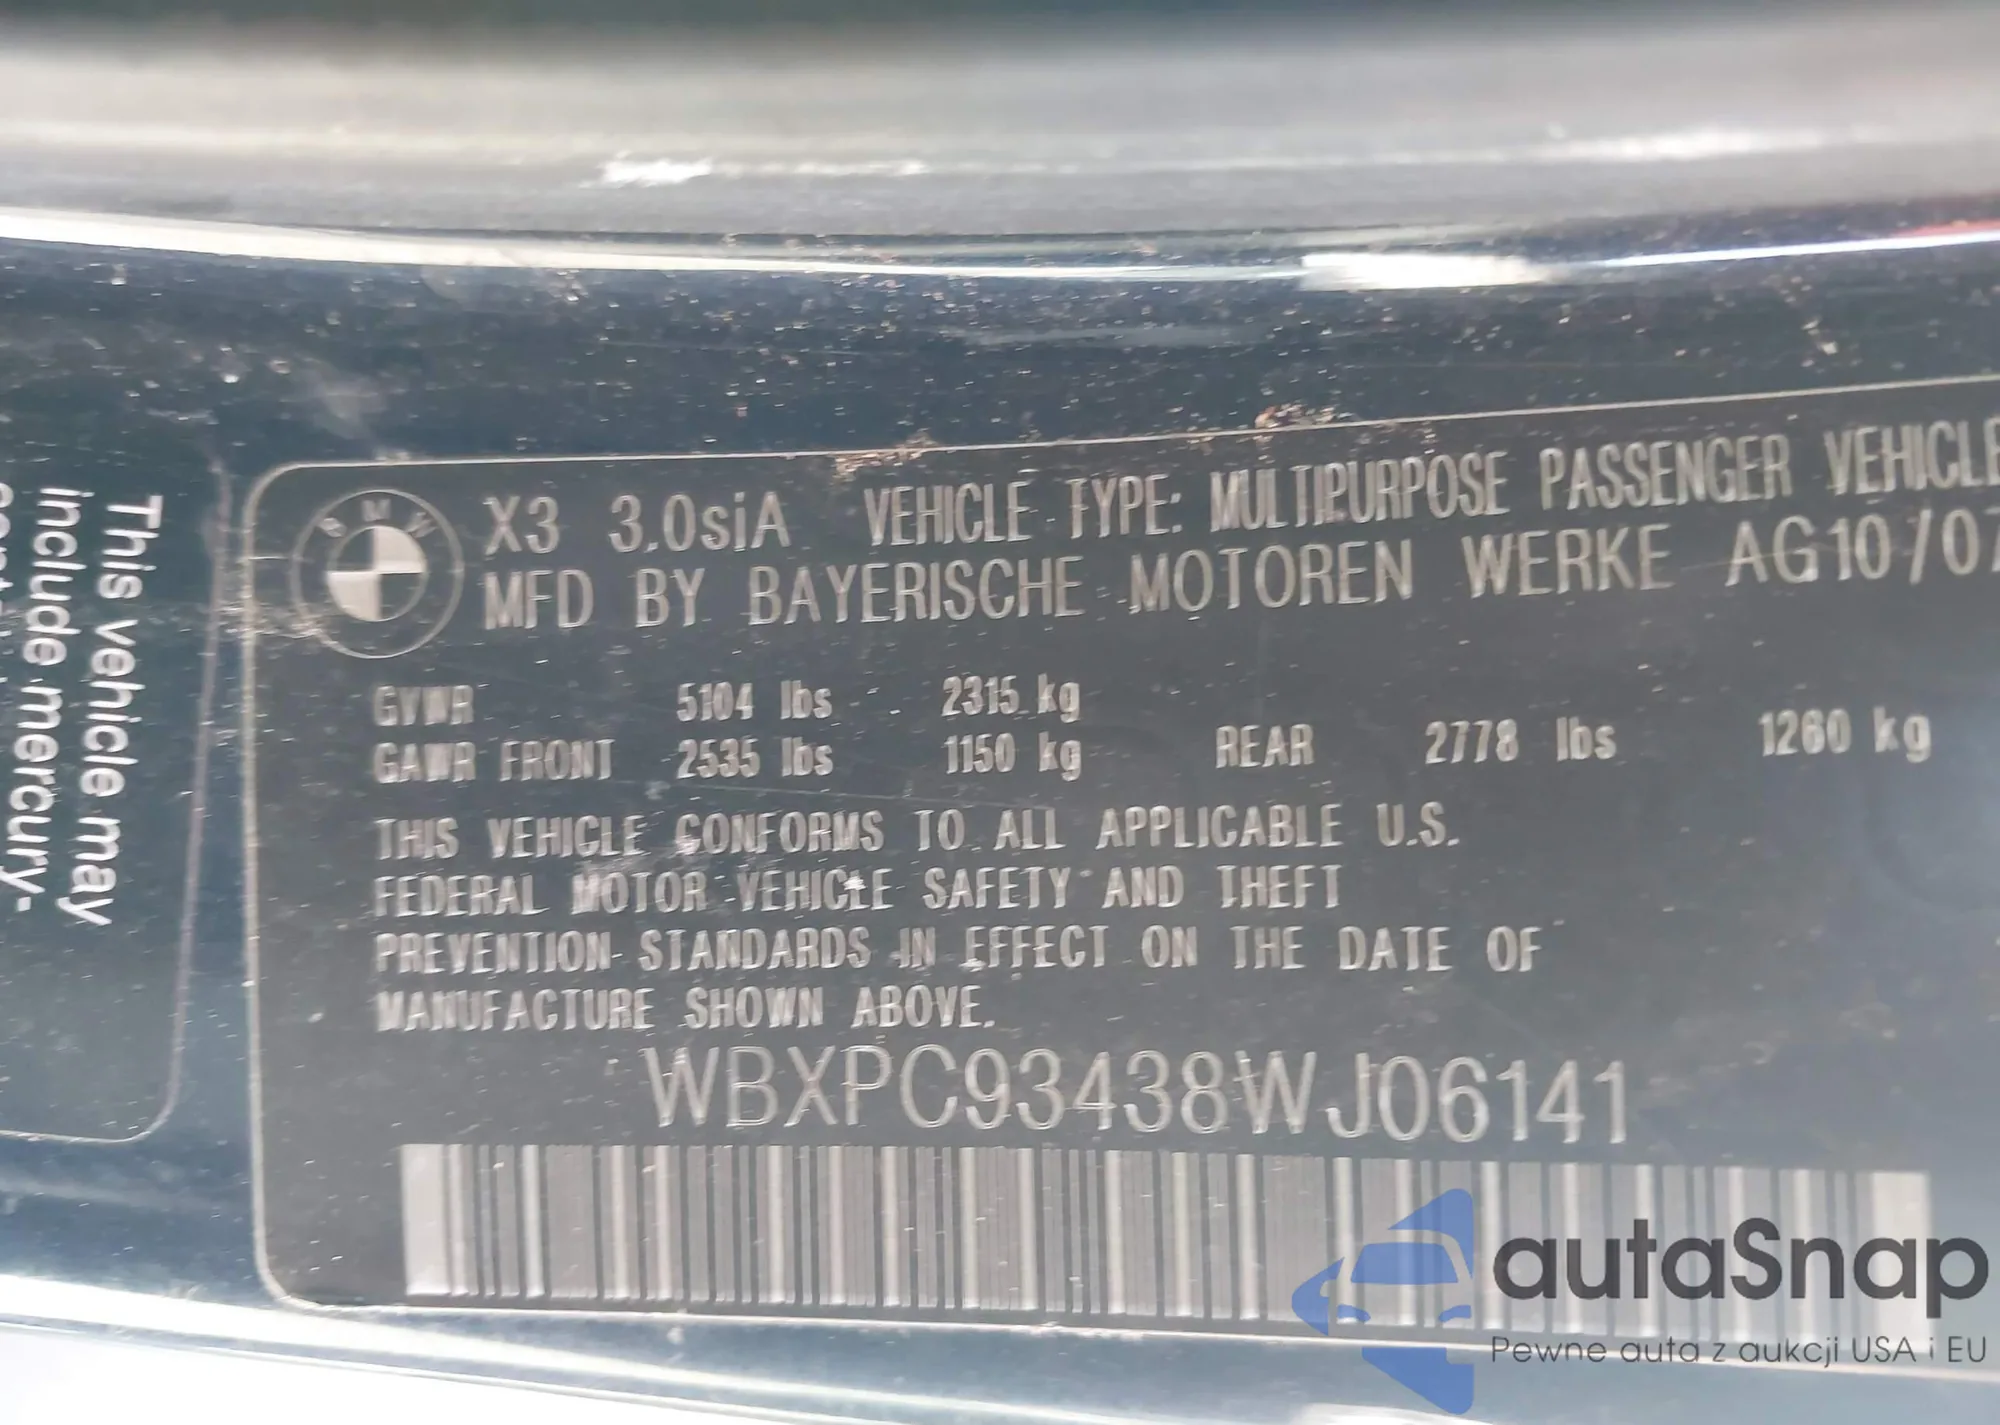 This vehicle may
include mercury-
BMW
X3 3.0siA VEHICLE TYPE: MULTIPURPOSE PASSENGER VEHICLE
MFD BY BAYERISCHE MOTOREN WERKE AG 10/07
GVWR 5104 lbs 2315 kg
GAWR FRONT 2535 lbs 1150 kg REAR 2778 lbs 1260 kg
THIS VEHICLE CONFORMS TO ALL APPLICABLE U.S.
FEDERAL MOTOR VEHICLE SAFETY AND THEFT
PREVENTION STANDARDS IN EFFECT ON THE DATE OF
MANUFACTURE SHOWN ABOVE.
WBXPC93438WJ06141
autaSnap
Pewne auta z aukcji USA i EU